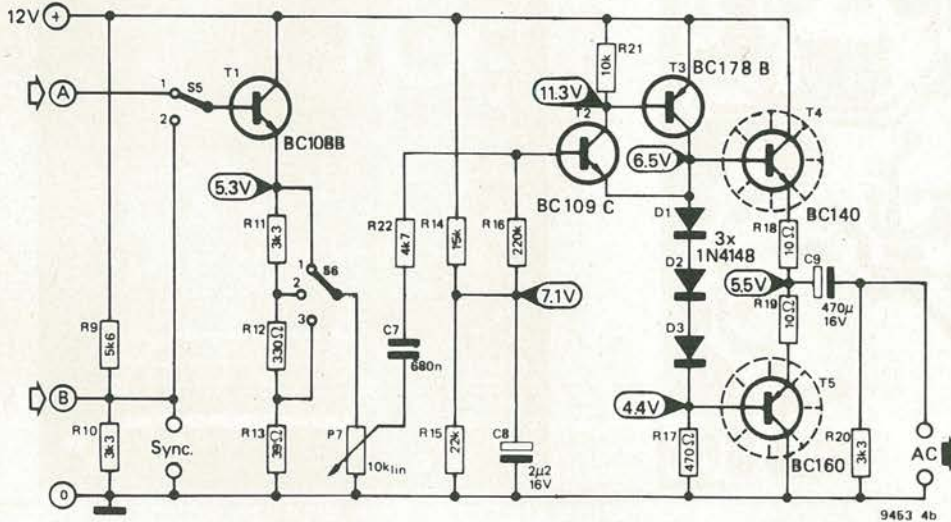 12V +
A
1
S5
2
T1
BC108B
5.3V
R11
3k3
1
S6
2
3
R12
330Ω
R13
39Ω
R9
5k6
B
R10
3k3
Sync.
0
P7
10k lin
R22
4k7
C7
680n
R14
15k
R16
220k
7.1V
R15
22k
C8
2µ2
16V
R21
10k
11.3V
T2
BC109 C
T3
BC178 B
6.5V
D1
3x
1N4148
D2
D3
4.4V
R17
470Ω
T4
BC140
R18
10Ω
5.5V
R19
10Ω
C9
470µ
16V
T5
BC160
R20
3k3
AC
9453 4b